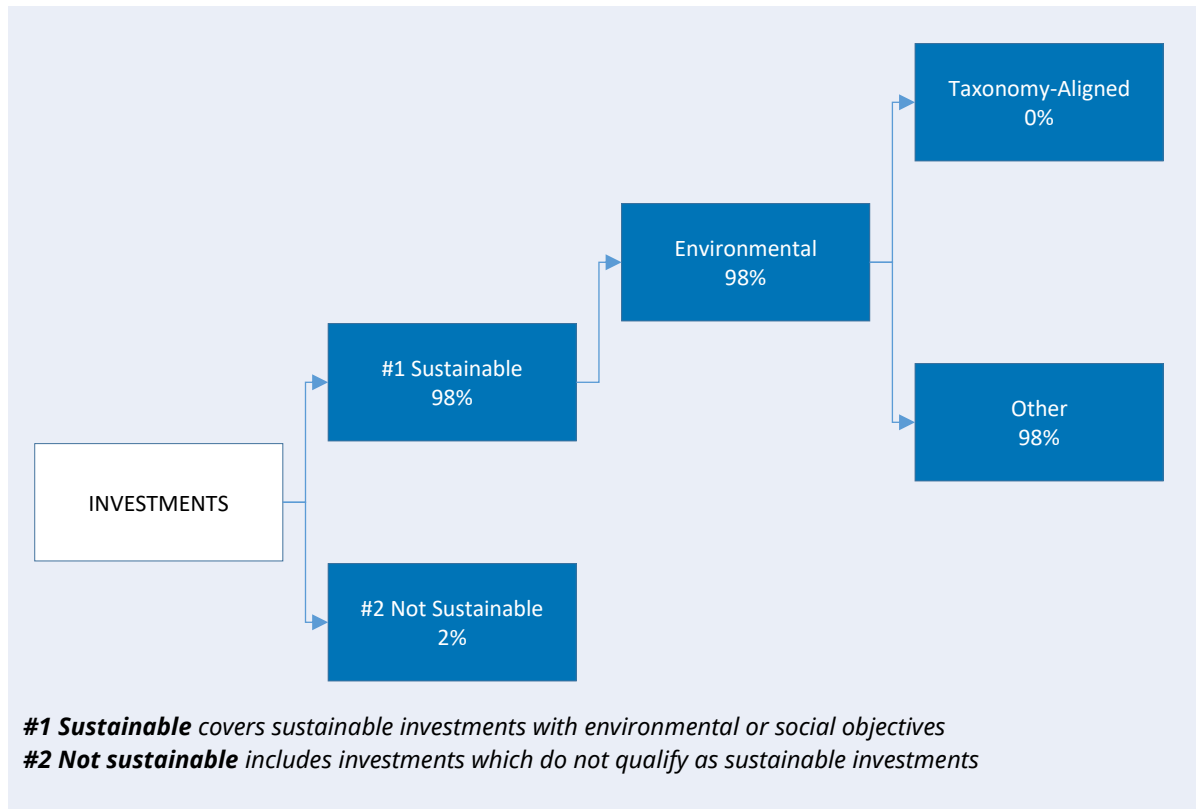 Taxonomy-Aligned
0%
Environmental
98%
#1 Sustainable
98%
Other
98%
INVESTMENTS
#2 Not Sustainable
2%
#1 Sustainable covers sustainable investments with environmental or social objectives
#2 Not sustainable includes investments which do not qualify as sustainable investments